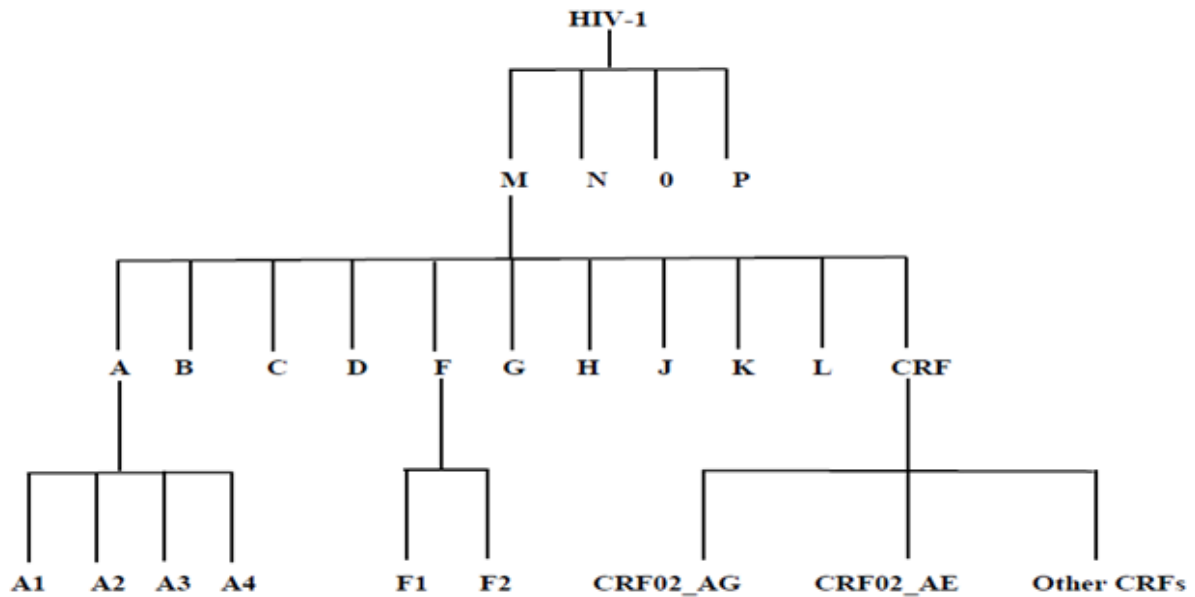 HIV-1
M N 0 P
A B C D F G H J K L CRF
A1 A2 A3 A4 F1 F2 CRF02_AG CRF02_AE Other CRFs